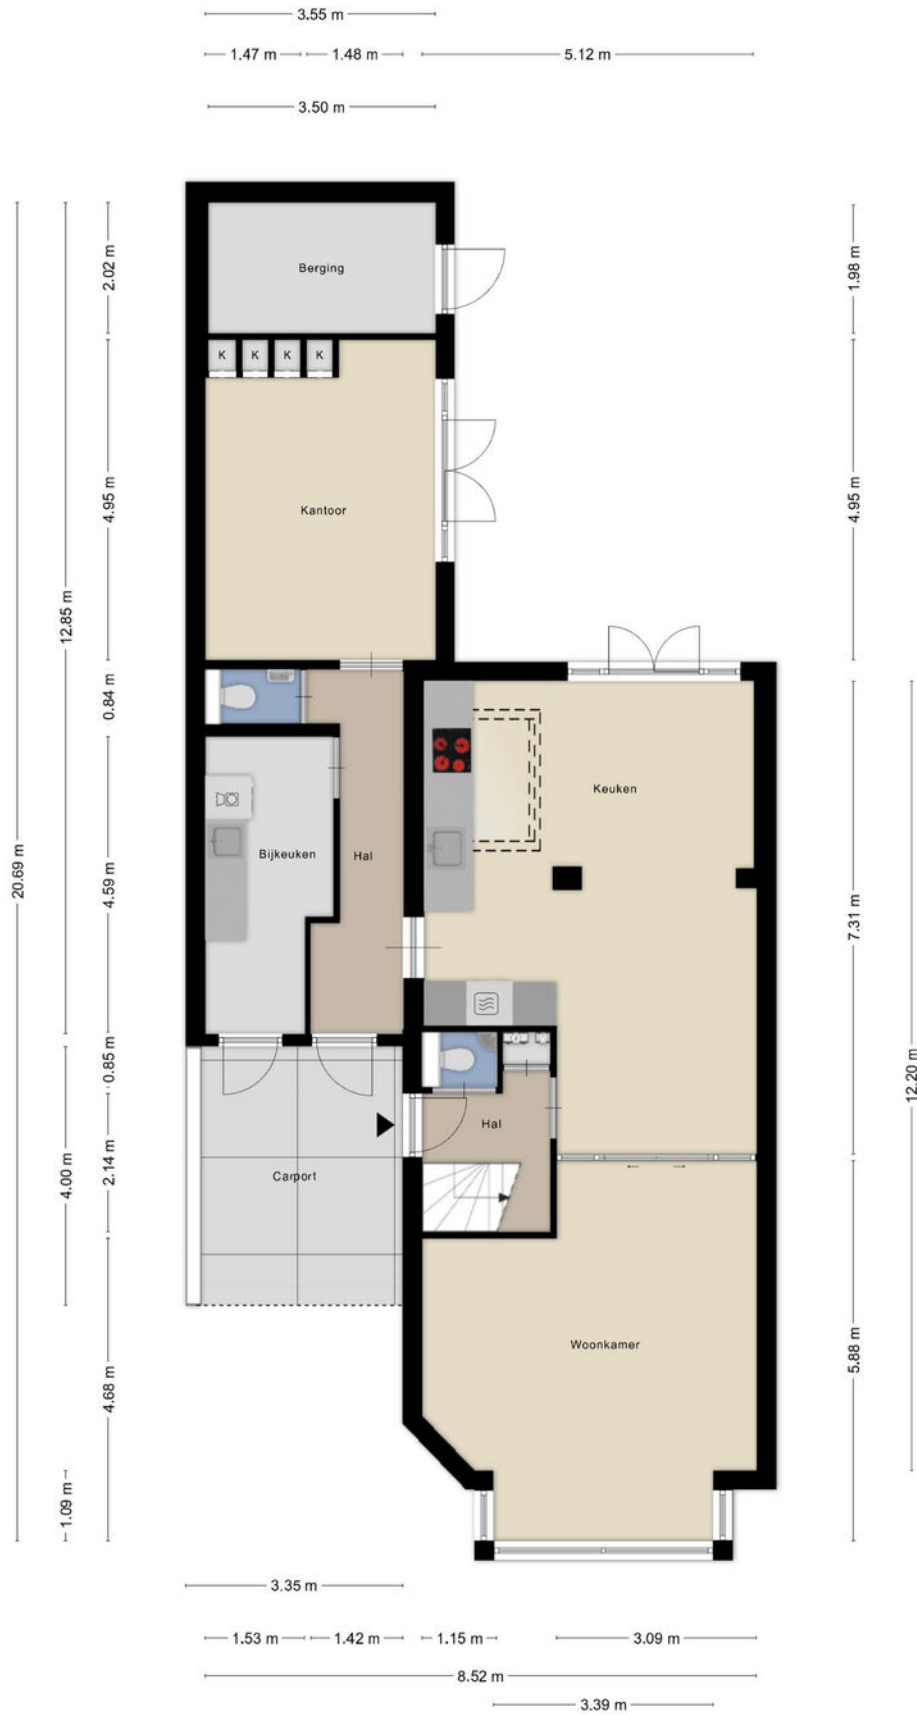 3.55 m
1.47 m
1.48 m
5.12 m
3.50 m
2.02 m
1.98 m
Berging
K
K
K
K
4.95 m
4.95 m
Kantoor
12.85 m
0.84 m
Keuken
20.69 m
Bijkeuken
Hal
4.59 m
7.31 m
0.85 m
12.20 m
Hal
4.00 m
2.14 m
Carport
Woonkamer
5.88 m
4.68 m
1.09 m
3.35 m
1.53 m
1.42 m
1.15 m
3.09 m
8.52 m
3.39 m